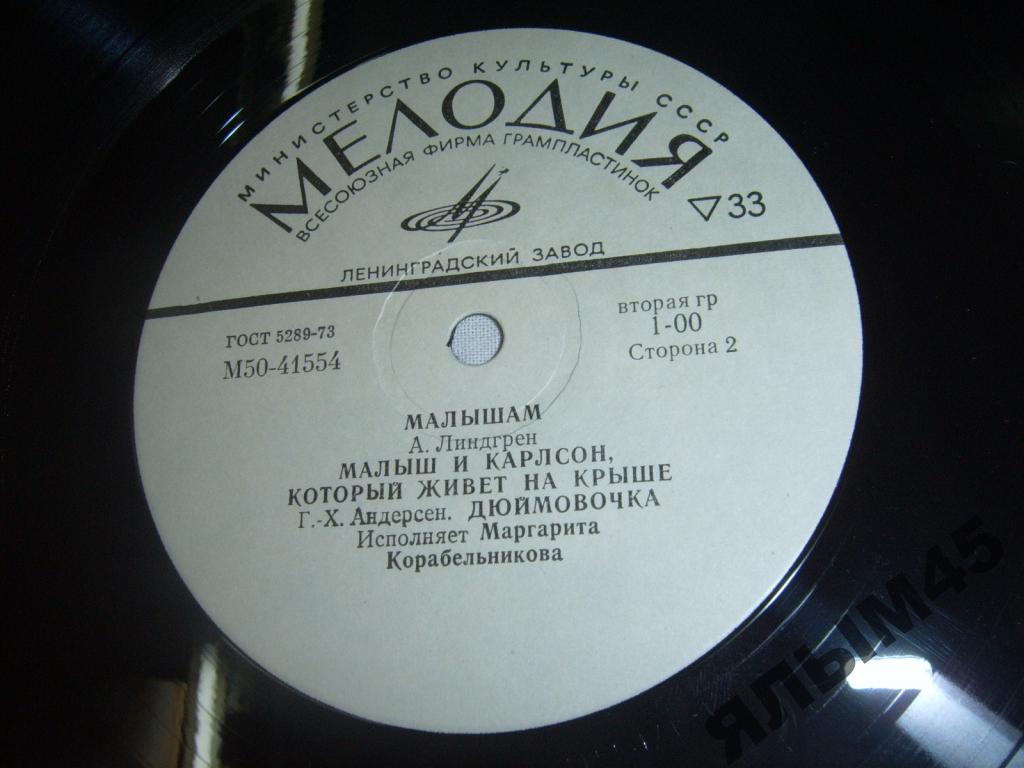 МИНИСТЕРСТВО КУЛЬТУРЫ СССР
МЕЛОДИЯ
ВСЕСОЮЗНАЯ ФИРМА ГРАМПЛАСТИНОК
33
ЛЕНИНГРАДСКИЙ ЗАВОД
ГОСТ 5289-73
М50-41554
вторая гр
1-00
Сторона 2
МАЛЫШАМ
А. Линдгрен
МАЛЫШ И КАРЛСОН,
КОТОРЫЙ ЖИВЕТ НА КРЫШЕ
Г.-Х. Андерсен. ДЮЙМОВОЧКА
Исполняет Маргарита
Корабельникова
ЯЛЫМ45